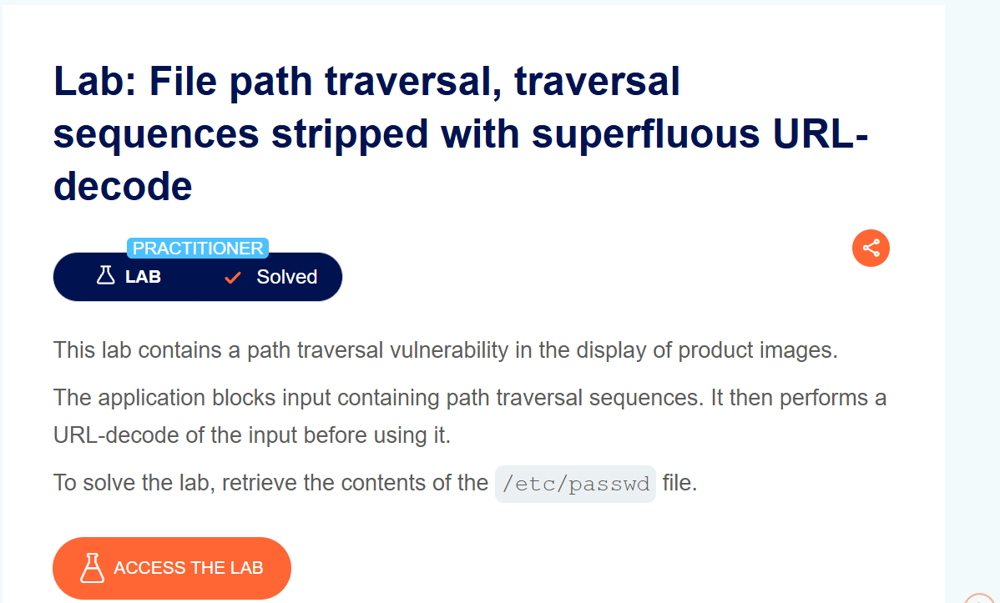 Lab: File path traversal, traversal
sequences stripped with superfluous URL-
decode
PRACTITIONER
LAB Solved
This lab contains a path traversal vulnerability in the display of product images.
The application blocks input containing path traversal sequences. It then performs a
URL-decode of the input before using it.
To solve the lab, retrieve the contents of the /etc/passwd file.
ACCESS THE LAB